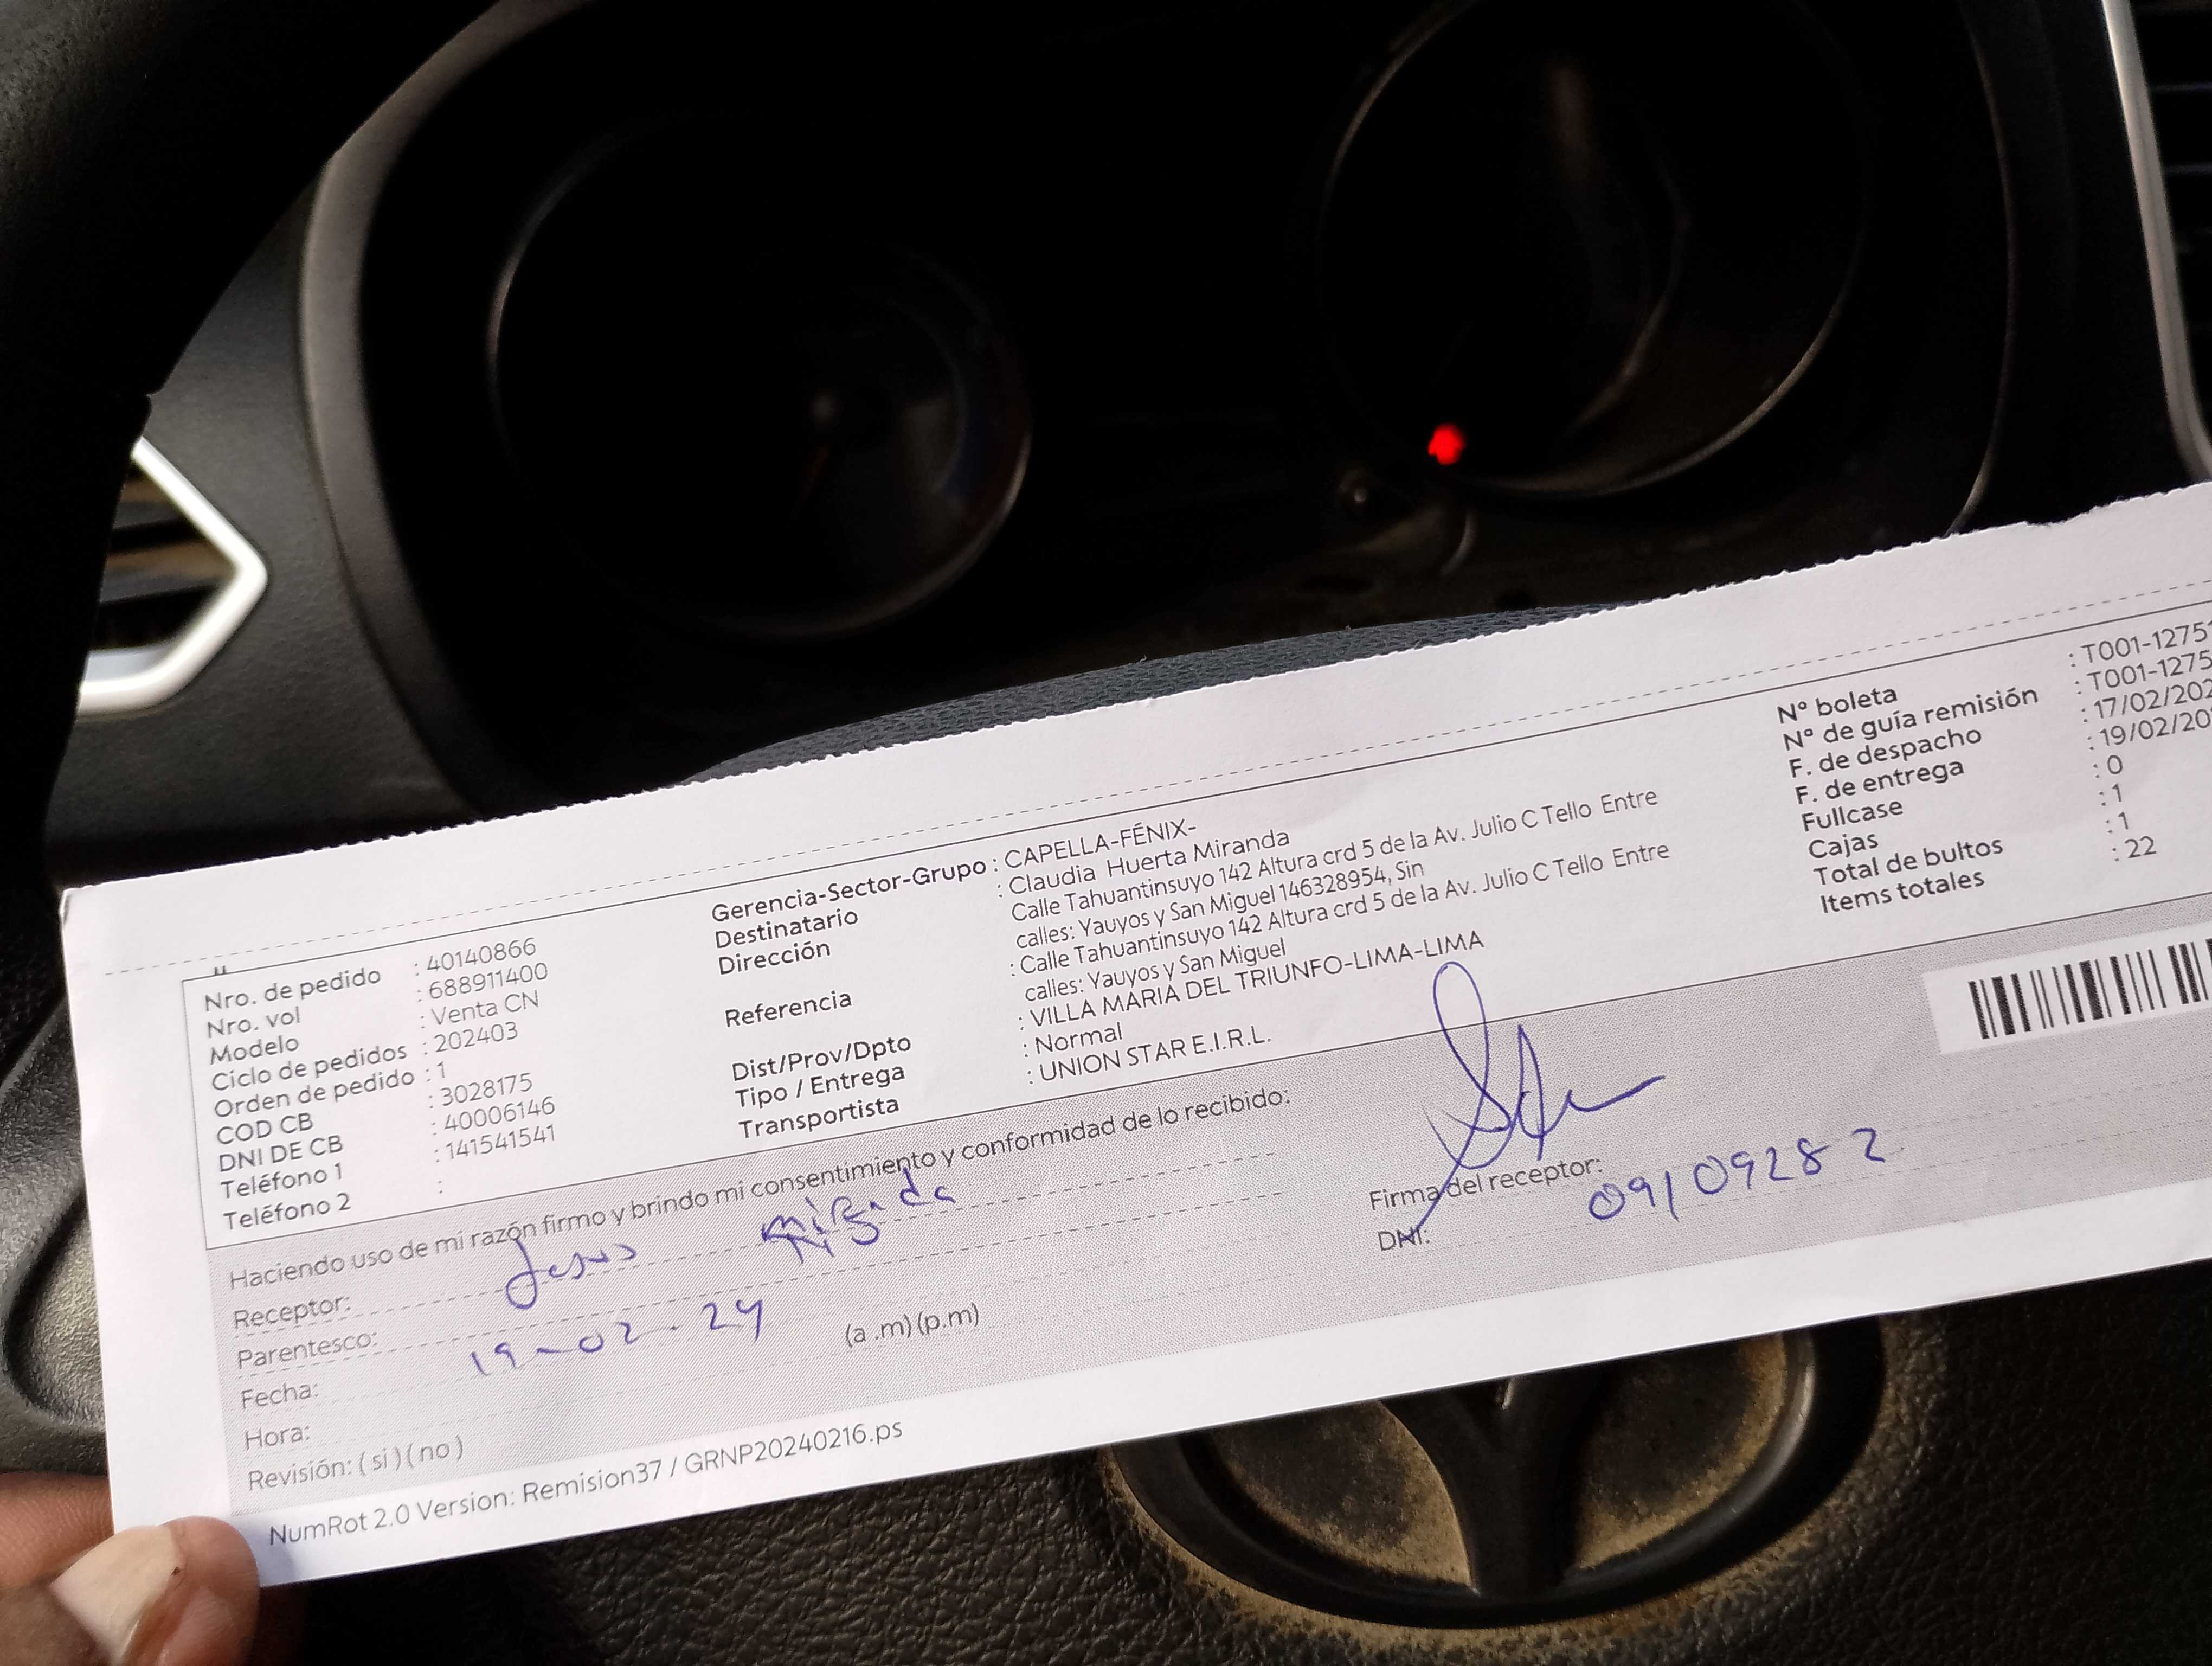 Nro. de pedido : 40140866
Nro. vol : 688911400
Modelo : Venta CN
Ciclo de pedidos : 202403
Orden de pedido : 1
COD CB : 3028175
DNI DE CB : 40006146
Teléfono 1 : 141541541
Teléfono 2 :
Gerencia-Sector-Grupo : CAPELLA-FÉNIX-
Destinatario : Claudia Huerta Miranda
Dirección Calle Tahuantinsuyo 142 Altura crd 5 de la Av. Julio C Tello Entre
calles: Yauyos y San Miguel 146328954, Sin
Referencia : Calle Tahuantinsuyo 142 Altura crd 5 de la Av. Julio C Tello Entre
calles: Yauyos y San Miguel
Dist/Prov/Dpto : VILLA MARIA DEL TRIUNFO-LIMA-LIMA
Tipo / Entrega : Normal
Transportista : UNION STAR E.I.R.L.
Nº boleta : T001-1275
Nº de guía remisión : T001-1275
F. de despacho : 17/02/202
F. de entrega : 19/02/20
Fullcase : 0
Cajas : 1
Total de bultos : 1
Items totales : 22
Haciendo uso de mi razón firmo y brindo mi consentimiento y conformidad de lo recibido:
Receptor: Jesus
Parentesco:
Fecha: 19-02-24
Hora: (a .m) (p.m)
Revisión: ( si ) ( no )
Firma del receptor:
DNI: 09109282
NumRot 2.0 Version: Remision37 / GRNP20240216.ps